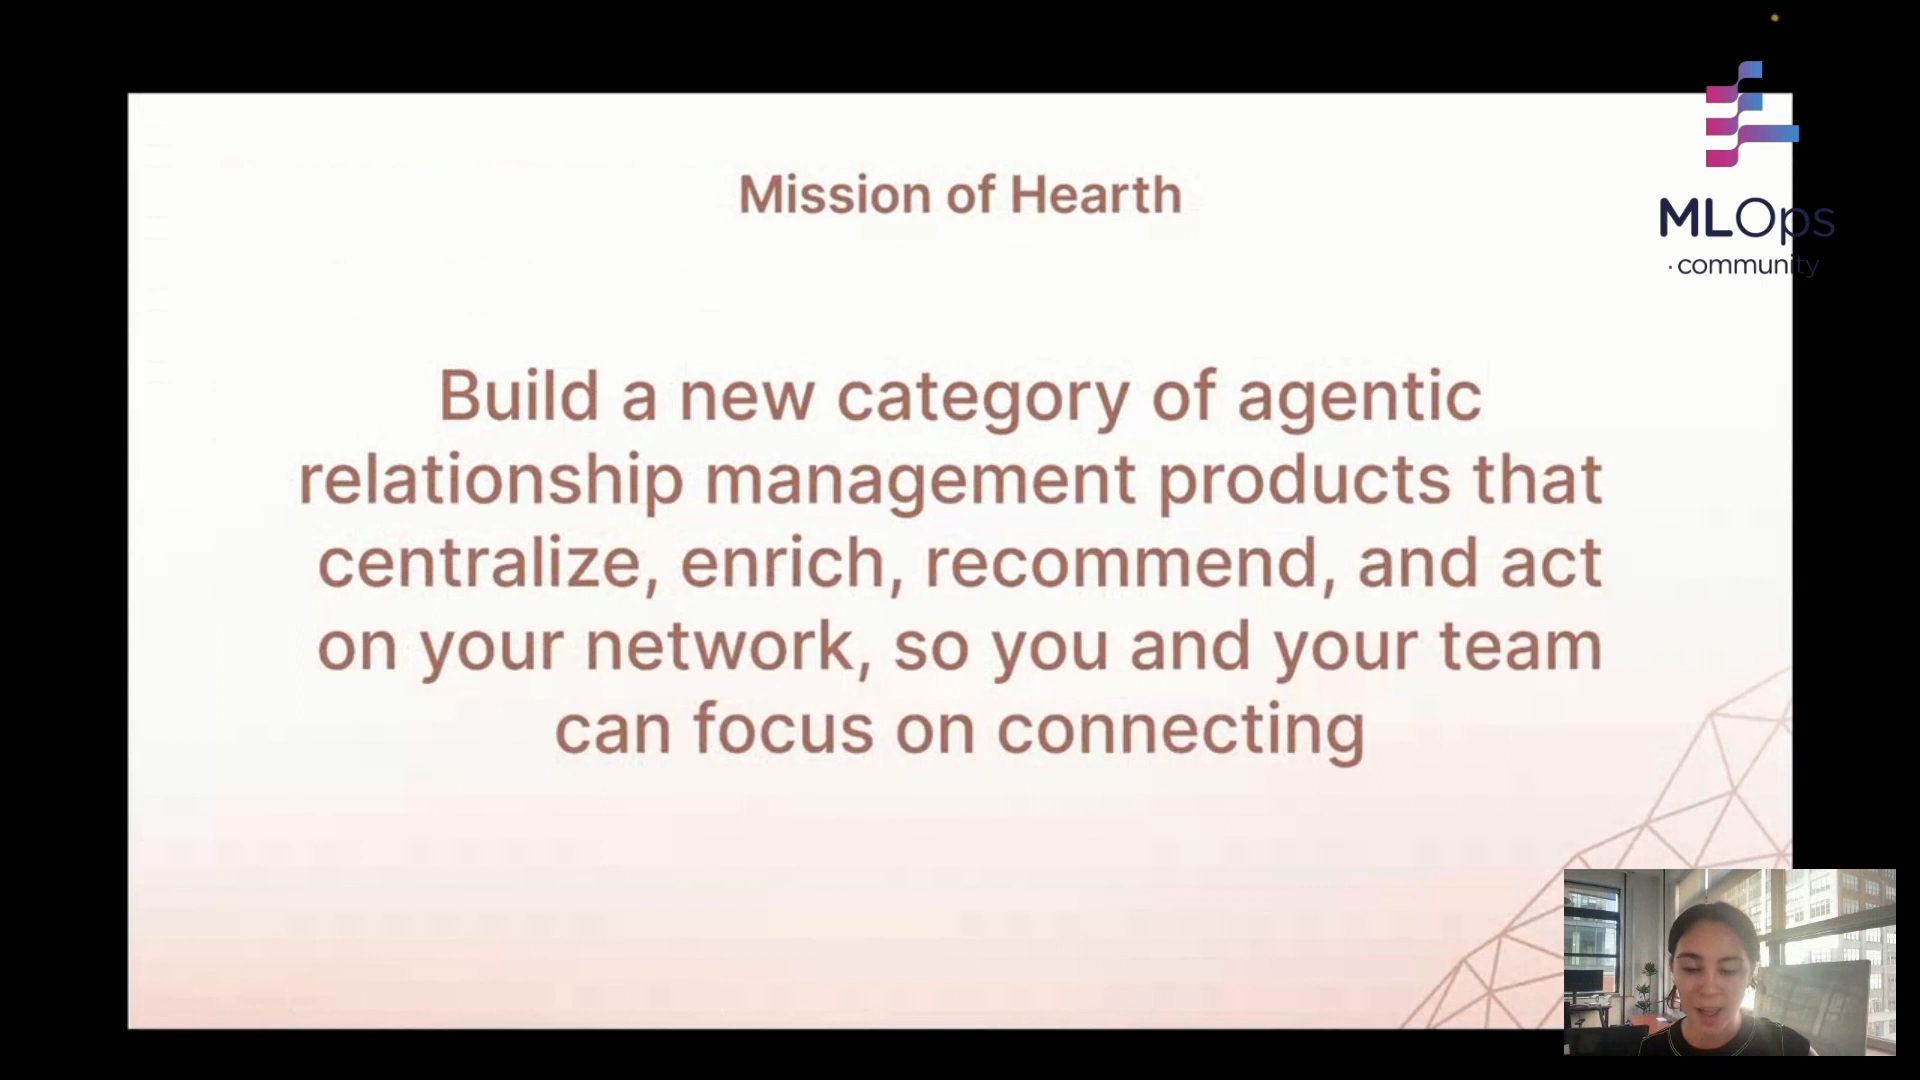 Mission of Hearth
MLOps
community
Build a new category of agentic
relationship management products that
centralize, enrich, recommend, and act
on your network, so you and your team
can focus on connecting